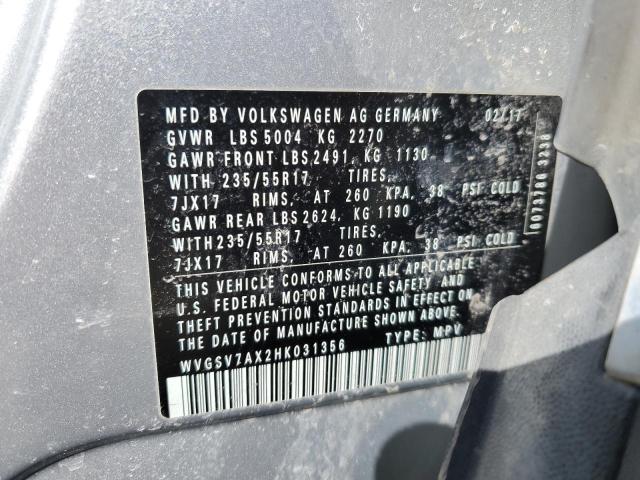 MFD BY VOLKSWAGEN AG GERMANY 02/17
GVWR LBS 5004 KG 2270
GAWR FRONT LBS 2491, KG 1130
WITH 235/55R17 TIRES,
7JX17 RIMS, AT 260 KPA, 38 PSI COLD
GAWR REAR LBS 2624, KG 1190
WITH 235/55R17 TIRES,
7JX17 RIMS, AT 260 KPA, 38 PSI COLD
THIS VEHICLE CONFORMS TO ALL APPLICABLE
U.S. FEDERAL MOTOR VEHICLE SAFETY AND
THEFT PREVENTION STANDARDS IN EFFECT ON
THE DATE OF MANUFACTURE SHOWN ABOVE.
WVGSV7AX2HK031356 TYPE: MPV